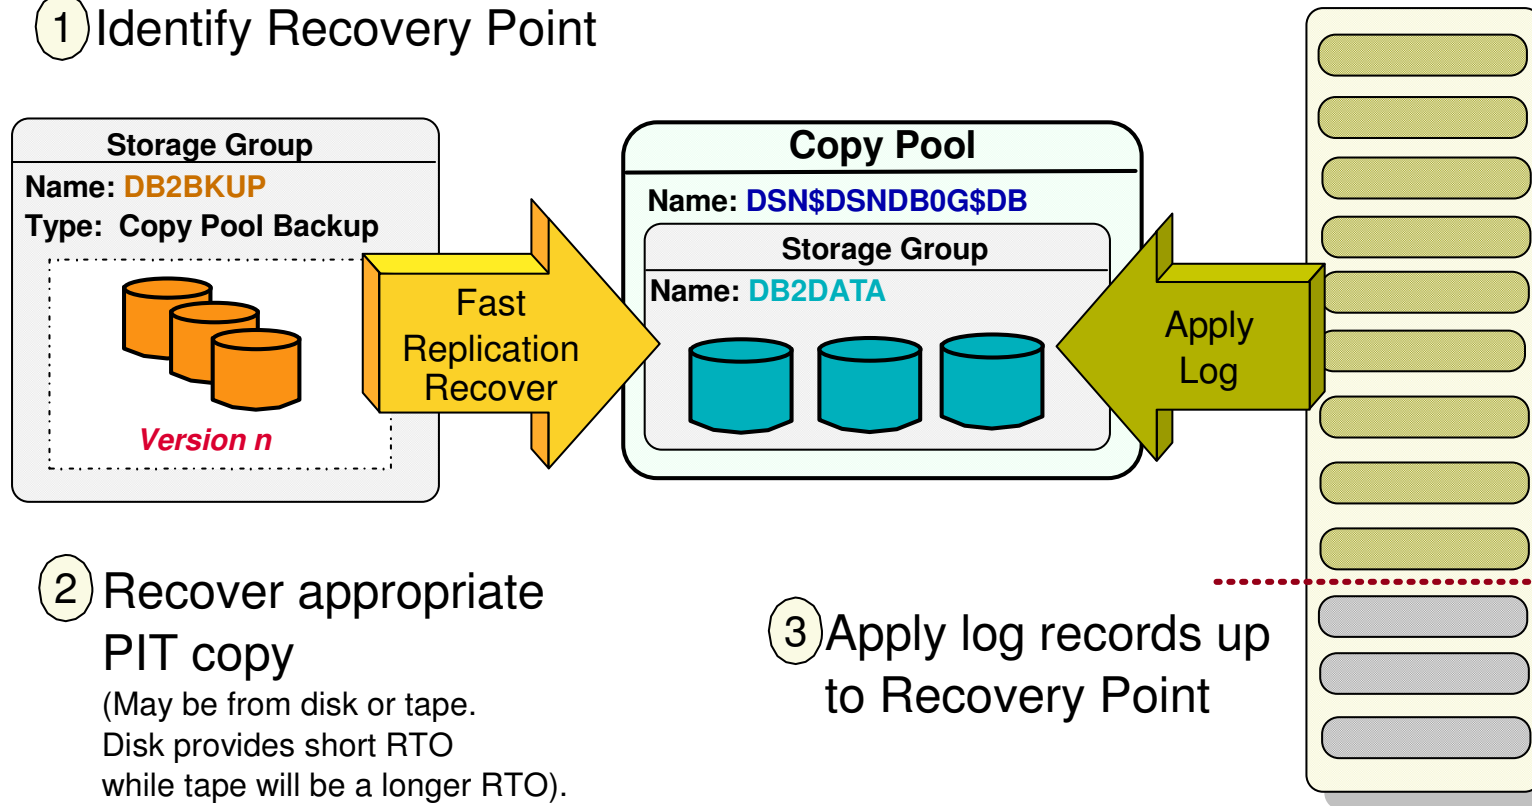 1 Identify Recovery Point
Storage Group
Name: DB2BKUP
Type: Copy Pool Backup
Version n
Fast
Replication
Recover
Copy Pool
Name: DSN$DSNDB0G$DB
Storage Group
Name: DB2DATA
Apply
Log
2 Recover appropriate
PIT copy
(May be from disk or tape.
Disk provides short RTO
while tape will be a longer RTO).
3 Apply log records up
to Recovery Point